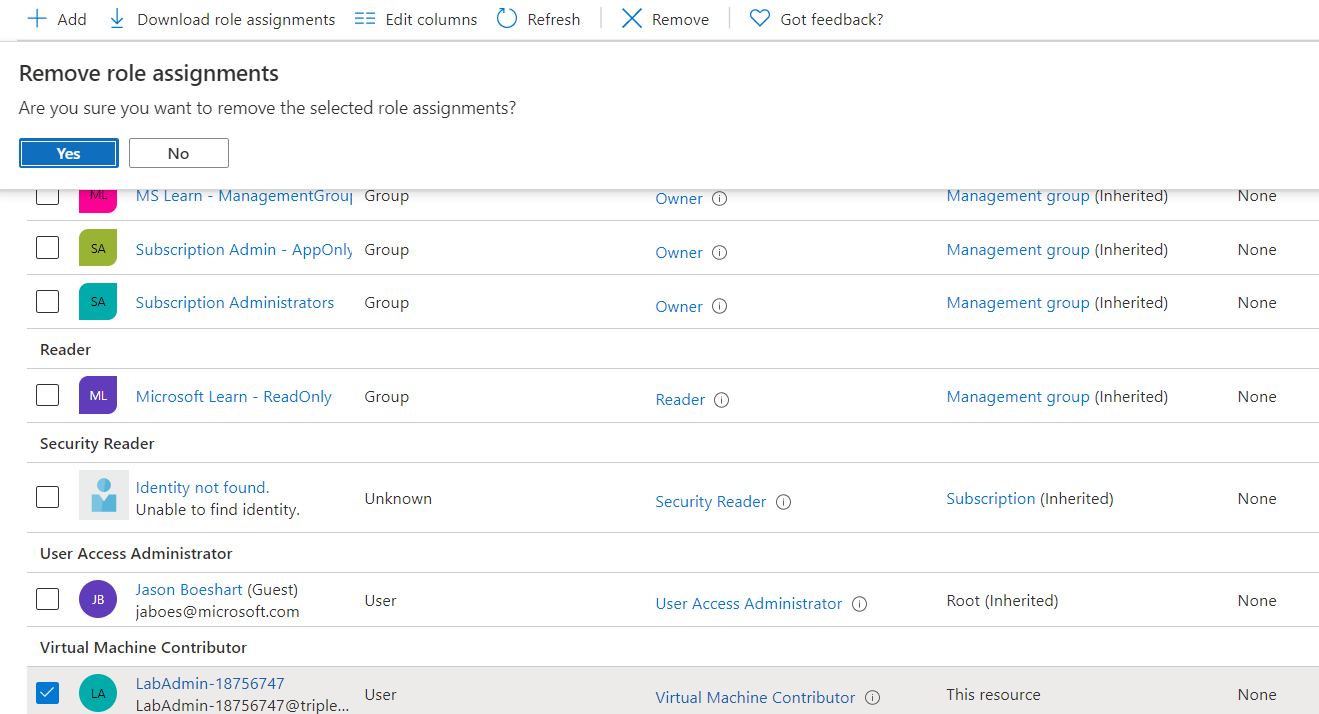 Add Download role assignments Edit columns Refresh Remove Got feedback?
Remove role assignments
Are you sure you want to remove the selected role assignments?
Yes No
ML MS Learn - ManagementGroup Group Owner Management group (Inherited) None
SA Subscription Admin - AppOnly Group Owner Management group (Inherited) None
SA Subscription Administrators Group Owner Management group (Inherited) None
Reader
ML Microsoft Learn - ReadOnly Group Reader Management group (Inherited) None
Security Reader
Identity not found.
Unable to find identity. Unknown Security Reader Subscription (Inherited) None
User Access Administrator
JB Jason Boeshart (Guest)
jaboes@microsoft.com User User Access Administrator Root (Inherited) None
Virtual Machine Contributor
LA LabAdmin-18756747
LabAdmin-18756747@triple... User Virtual Machine Contributor This resource None